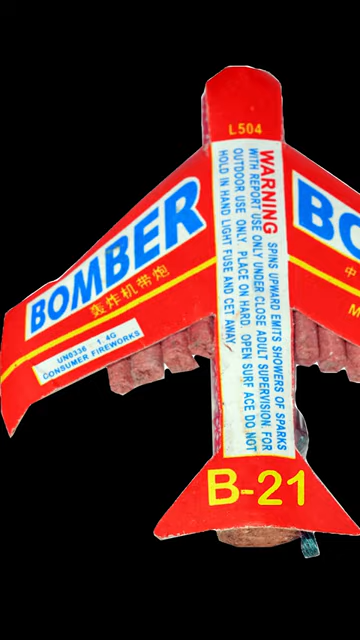 L504
WARNING SPINS UPWARD EMITS SHOWERS OF SPARKS
WITH REPORT USE ONLY UNDER CLOSE ADULT SUPERVISION. FOR
OUTDOOR USE ONLY. PLACE ON HARD. OPEN SURF ACE DO NOT
HOLD IN HAND LIGHT FUSE AND CET AWAY.
BOMBER
轰炸机带炮
UN0336 1.4G
CONSUMER FIREWORKS
BO
中
M
B-21